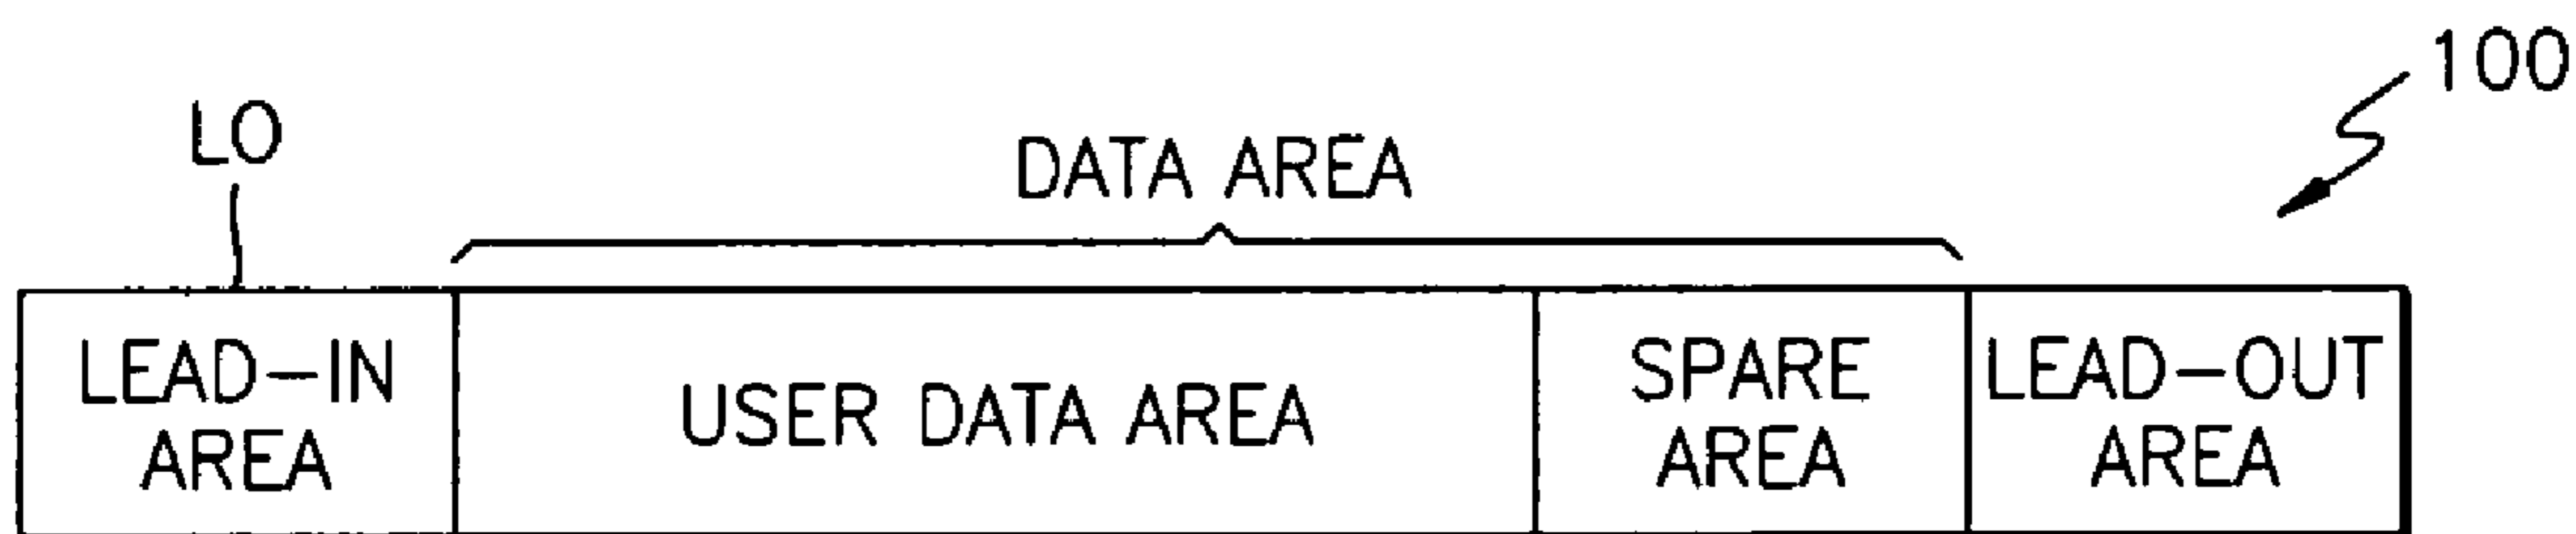 100
LO
DATA AREA
LEAD-IN
AREA
USER DATA AREA
SPARE
AREA
LEAD-OUT
AREA